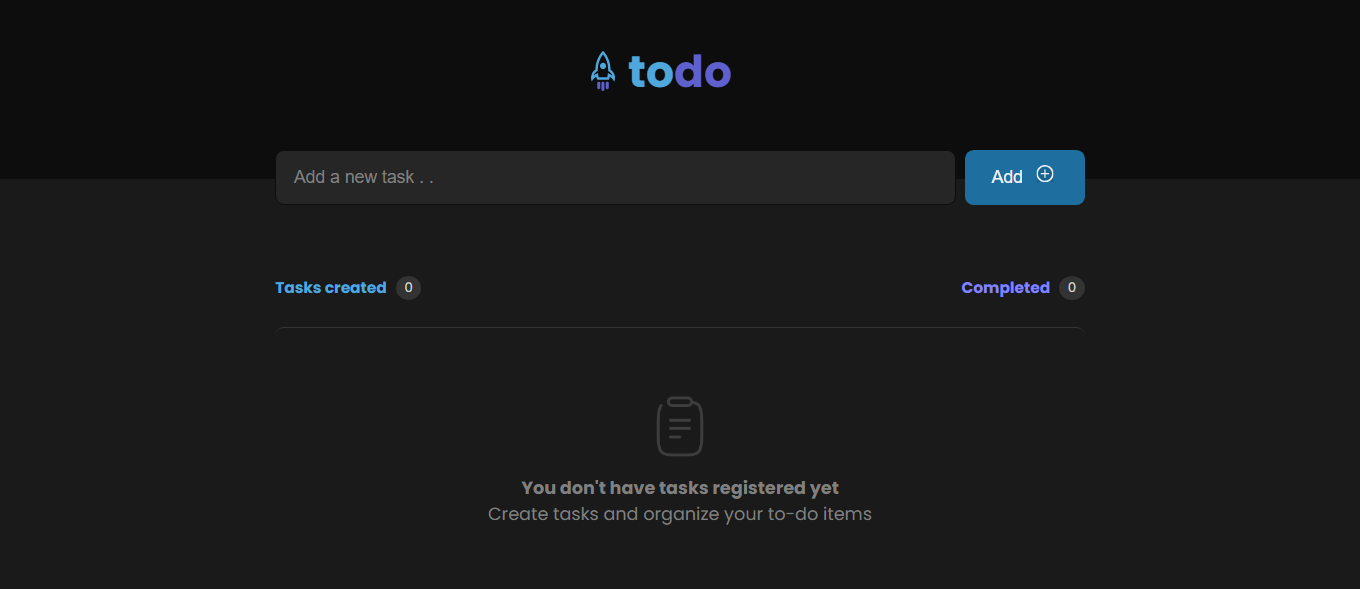 todo
Add a new task . .
Add
Tasks created 0
Completed 0
You don't have tasks registered yet
Create tasks and organize your to-do items